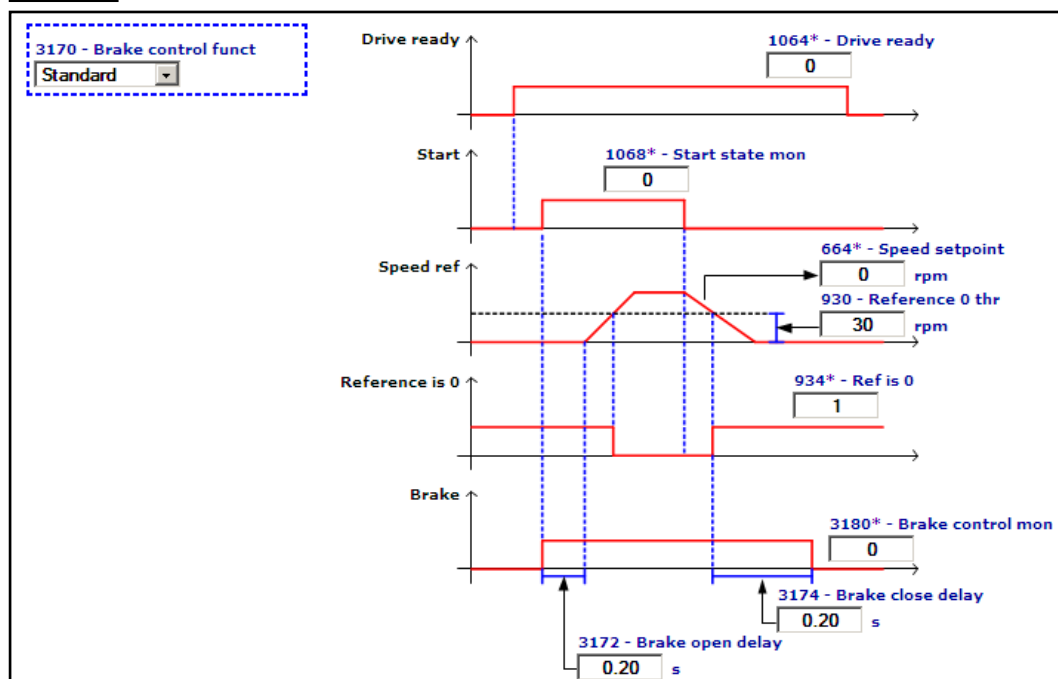 3170 - Brake control funct
Standard
Drive ready
1064* - Drive ready
0
Start
1068* - Start state mon
0
Speed ref
664* - Speed setpoint
0 rpm
930 - Reference 0 thr
30 rpm
Reference is 0
934* - Ref is 0
1
Brake
3180* - Brake control mon
0
3174 - Brake close delay
0.20 s
3172 - Brake open delay
0.20 s